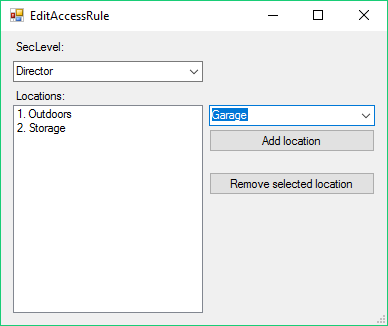 EditAccessRule
SecLevel:
Director
Locations:
1. Outdoors
2. Storage
Garage
Add location
Remove selected location